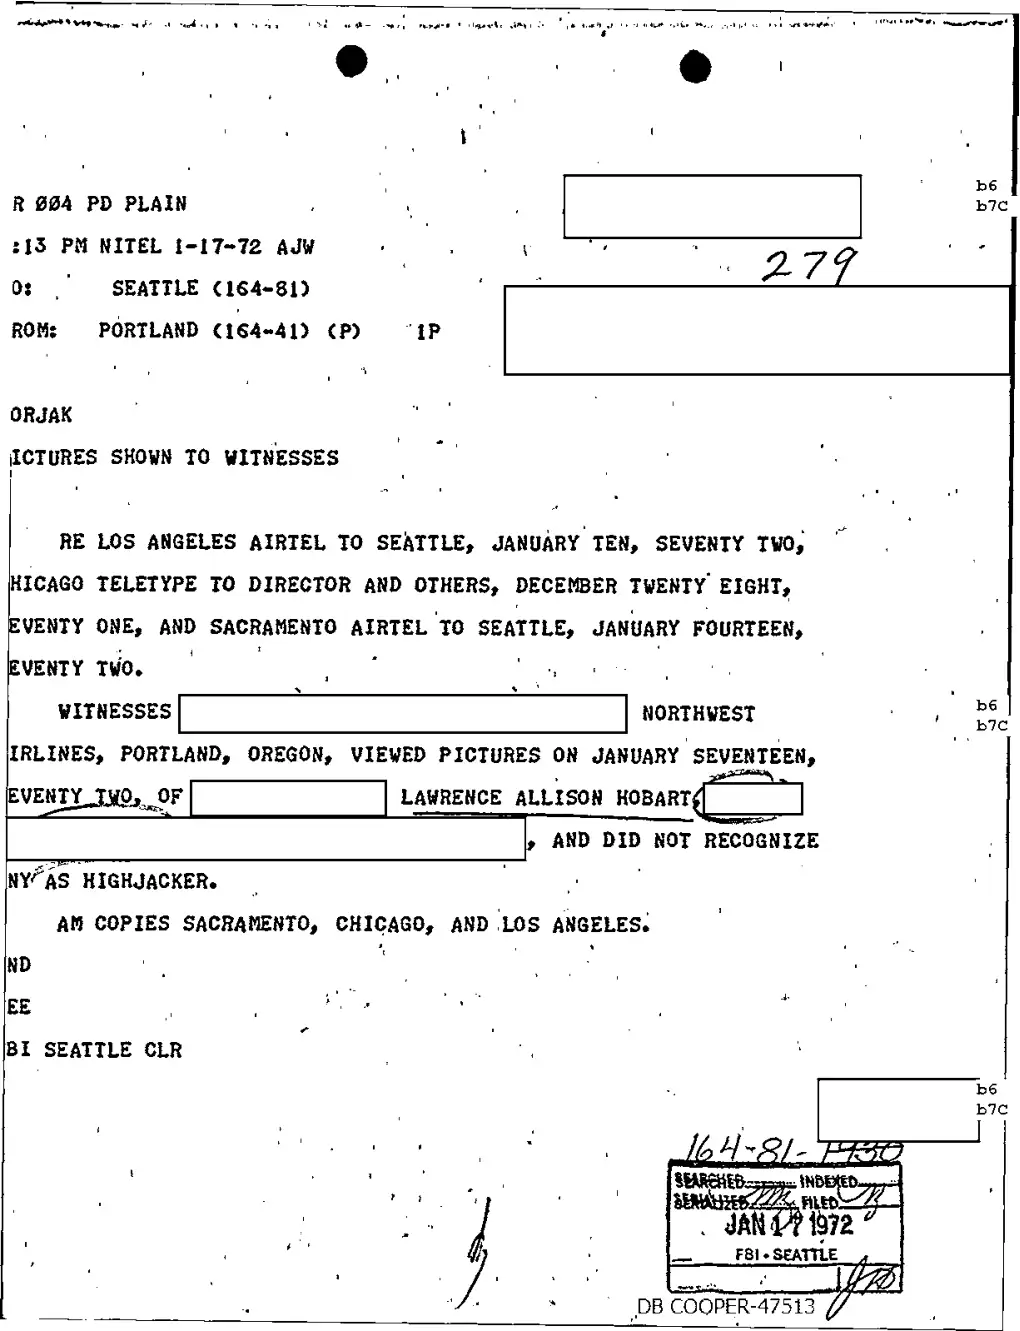 b6
b7C
R 004 PD PLAIN
:13 PM NITEL 1-17-72 AJW
279
O: SEATTLE (164-81)
ROM: PORTLAND (164-41) (P) 1P
ORJAK
ICTURES SHOWN TO WITNESSES
RE LOS ANGELES AIRTEL TO SEATTLE, JANUARY TEN, SEVENTY TWO,
HICAGO TELETYPE TO DIRECTOR AND OTHERS, DECEMBER TWENTY EIGHT,
EVENTY ONE, AND SACRAMENTO AIRTEL TO SEATTLE, JANUARY FOURTEEN,
EVENTY TWO.
WITNESSES NORTHWEST
b6
b7C
IRLINES, PORTLAND, OREGON, VIEWED PICTURES ON JANUARY SEVENTEEN,
EVENTY TWO, OF LAWRENCE ALLISON HOBART,
, AND DID NOT RECOGNIZE
NY AS HIGHJACKER.
AM COPIES SACRAMENTO, CHICAGO, AND LOS ANGELES.
ND
EE
BI SEATTLE CLR
b6
b7C
164-81-1430
SEARCHED INDEXED
SERIALIZED FILED
JAN 17 1972
FBI • SEATTLE
DB COOPER-47513